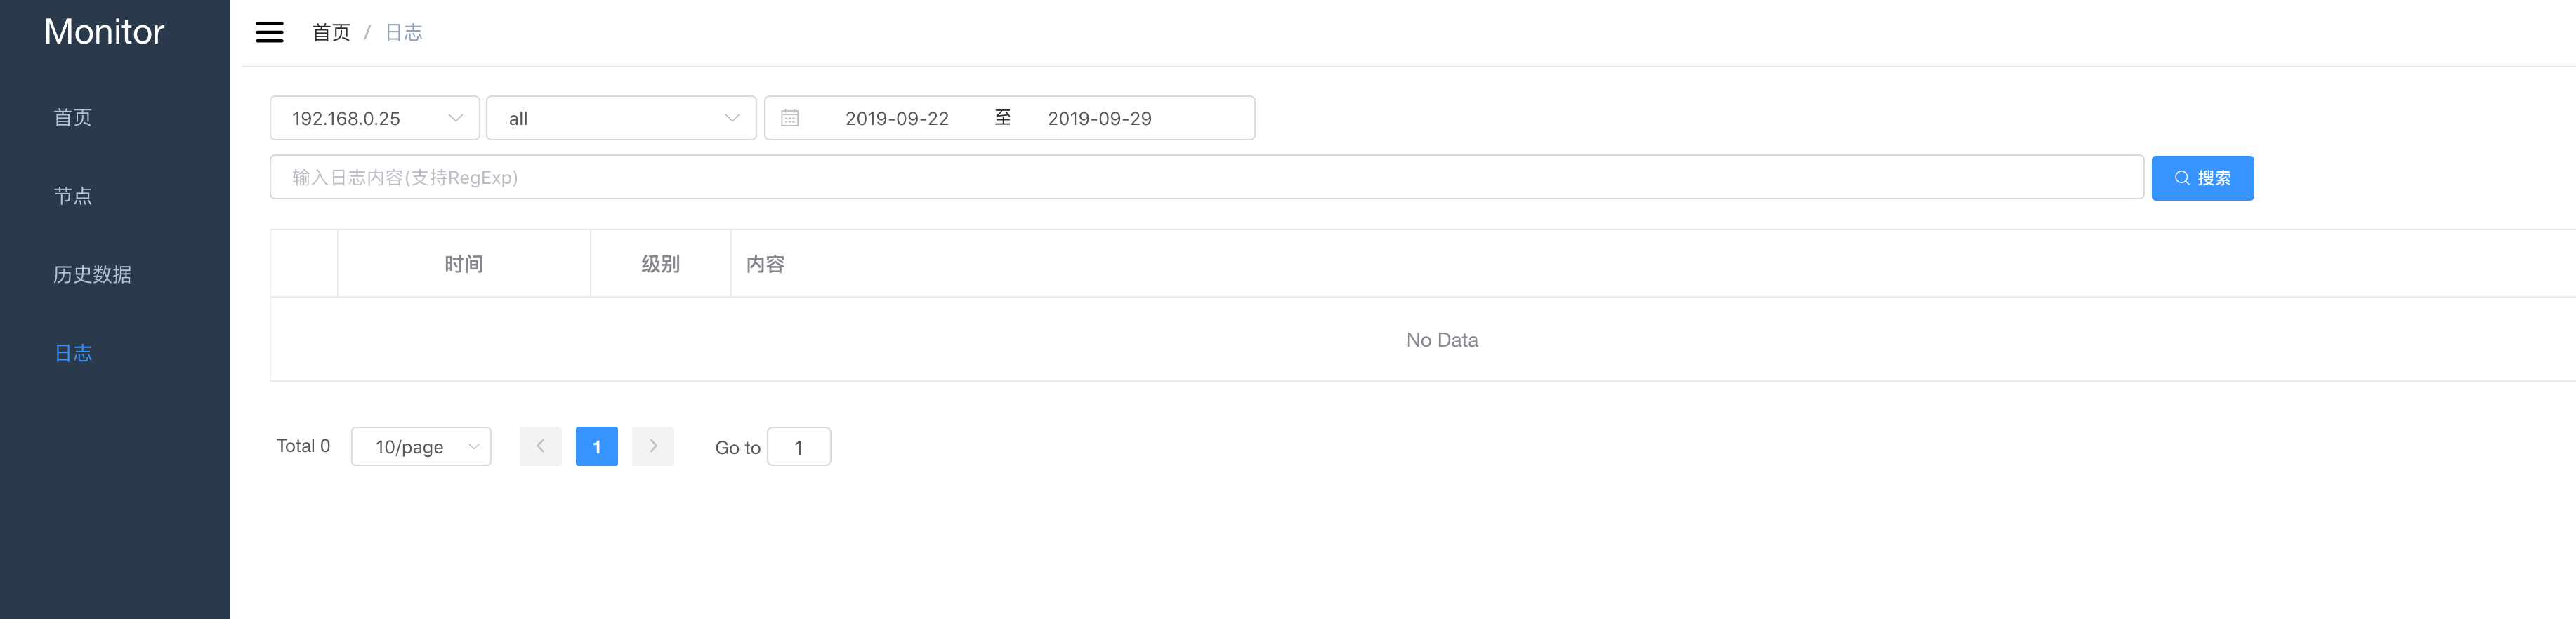 Monitor
首页
节点
历史数据
日志
首页 / 日志
192.168.0.25 all 2019-09-22 至 2019-09-29
输入日志内容(支持RegExp) 搜索
时间 级别 内容
No Data
Total 0 10/page 1 Go to 1